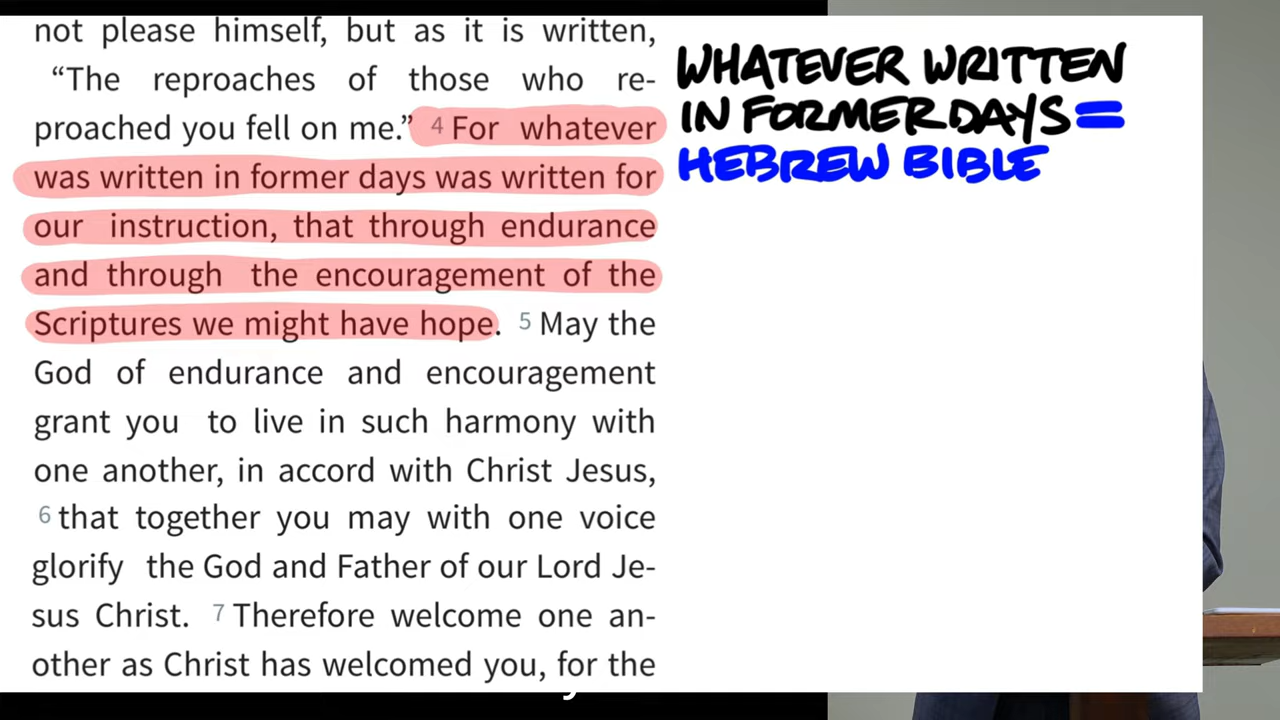 not please himself, but as it is written,
“The reproaches of those who re-
proached you fell on me.” 4 For whatever
was written in former days was written for
our instruction, that through endurance
and through the encouragement of the
Scriptures we might have hope. 5 May the
God of endurance and encouragement
grant you to live in such harmony with
one another, in accord with Christ Jesus,
6 that together you may with one voice
glorify the God and Father of our Lord Je-
sus Christ. 7 Therefore welcome one an-
other as Christ has welcomed you, for the
WHATEVER WRITTEN
IN FORMER DAYS =
HEBREW BIBLE